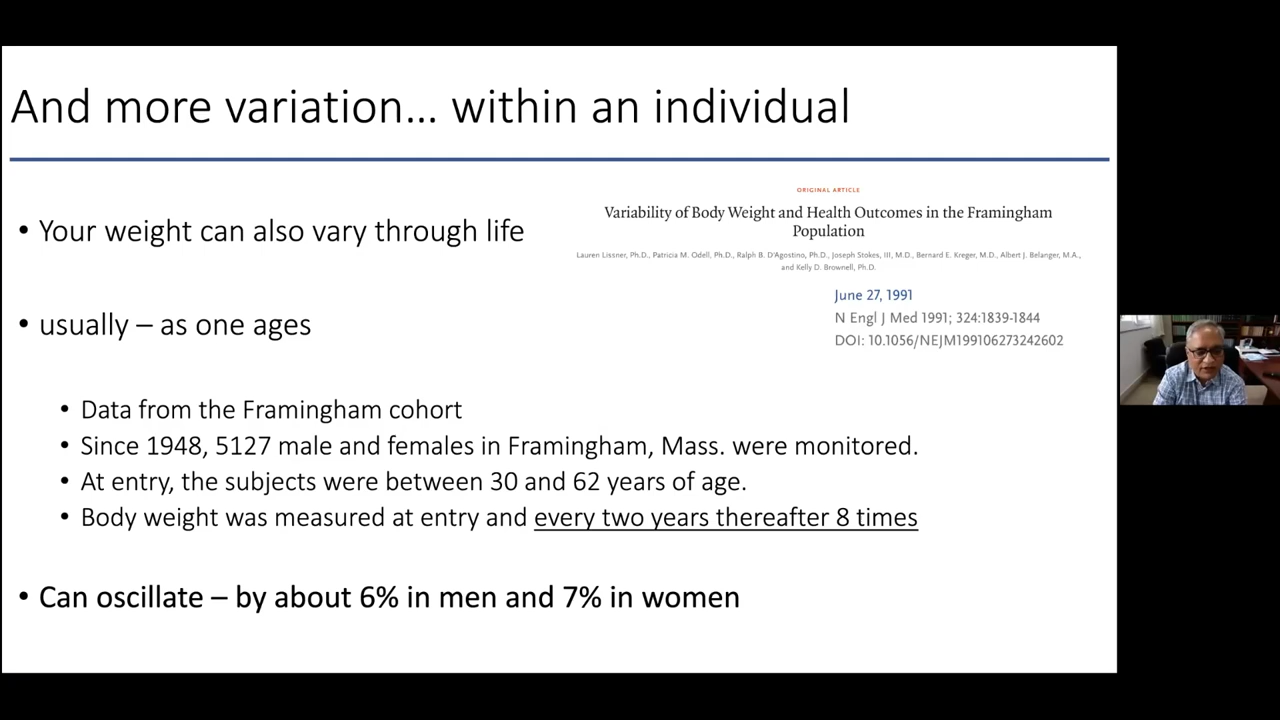 And more variation… within an individual
• Your weight can also vary through life
ORIGINAL ARTICLE
Variability of Body Weight and Health Outcomes in the Framingham
Population
Lauren Lissner, Ph.D., Patricia M. Odell, Ph.D., Ralph B. D'Agostino, Ph.D., Joseph Stokes, III, M.D., Bernard E. Kreger, M.D., Albert J. Belanger, M.A.,
and Kelly D. Brownell, Ph.D.
June 27, 1991
N Engl J Med 1991; 324:1839-1844
DOI: 10.1056/NEJM199106273242602
• usually – as one ages
• Data from the Framingham cohort
• Since 1948, 5127 male and females in Framingham, Mass. were monitored.
• At entry, the subjects were between 30 and 62 years of age.
• Body weight was measured at entry and every two years thereafter 8 times
• Can oscillate – by about 6% in men and 7% in women